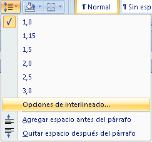 ¶ Normal ¶ Sin esp
1,0
1,15
1,5
2,0
2,5
3,0
Opciones de interlineado...
Agregar espacio antes del párrafo
Quitar espacio después del párrafo